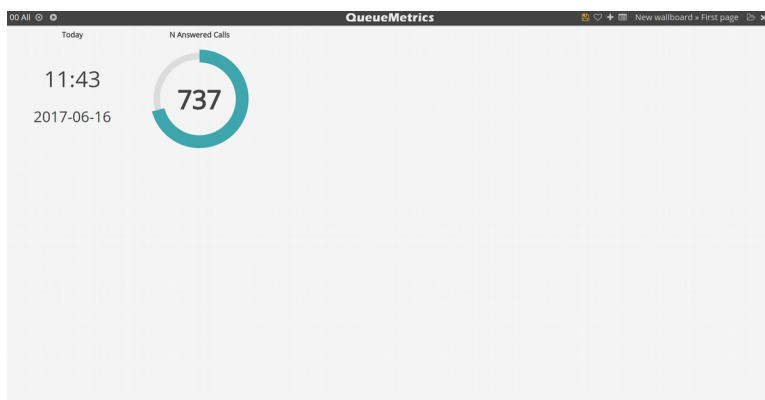 00 All
QueueMetrics
New wallboard » First page
Today
N Answered Calls
11:43
737
2017-06-16